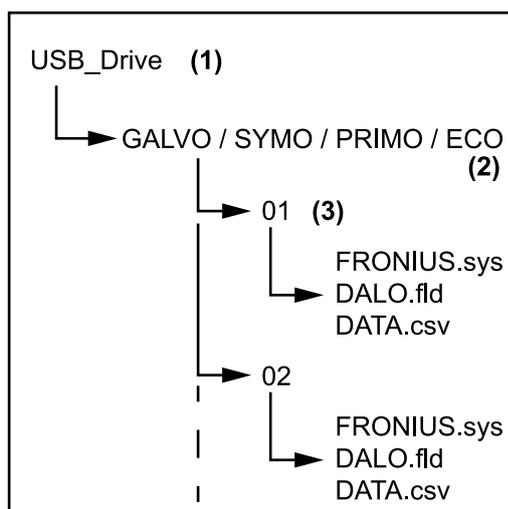 USB_Drive (1)
GALVO / SYMO / PRIMO / ECO
(2)
01 (3)
FRONIUS.sys
DALO.fld
DATA.csv
02
FRONIUS.sys
DALO.fld
DATA.csv